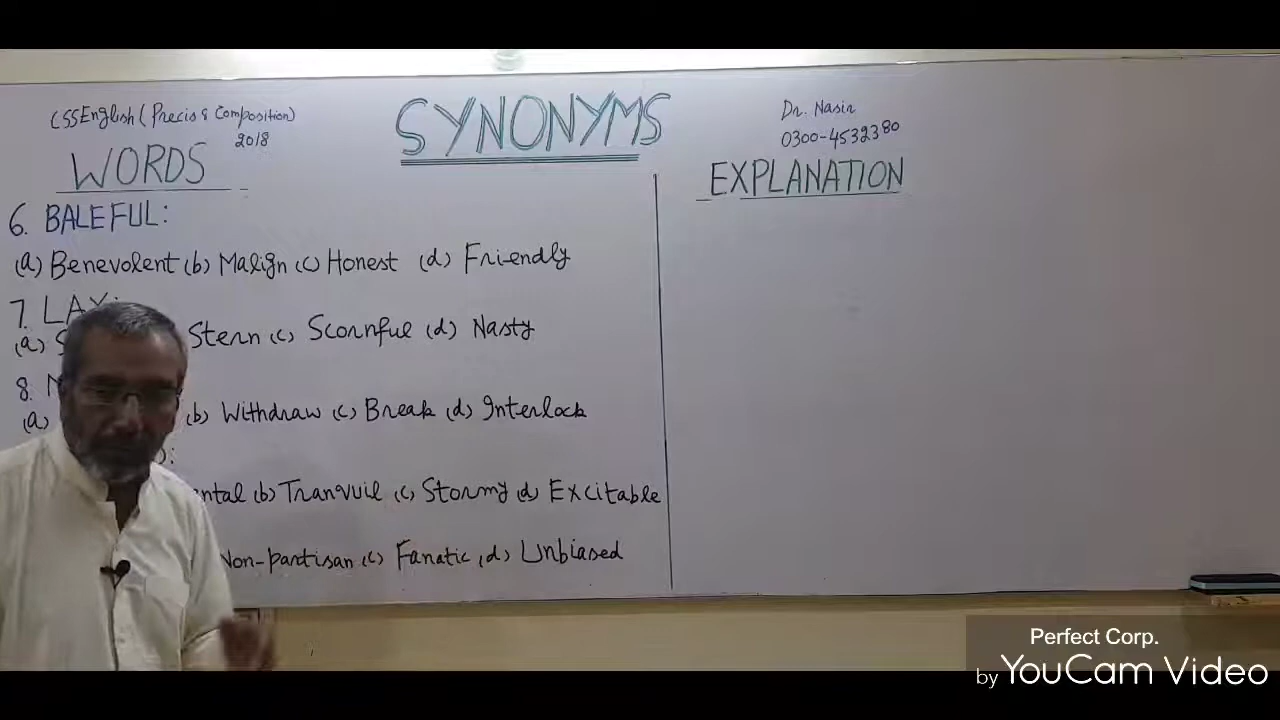 CSS English (Precis & Composition)
2018
SYNONYMS
Dr. Nasir
0300-4532380
WORDS
EXPLANATION
6. BALEFUL:
(a) Benevolent (b) Malign (c) Honest (d) Friendly
7. LAX:
(a) S Stern (c) Scornful (d) Nasty
8. M
(a) (b) Withdraw (c) Break (d) Interlock
:
ental (b) Tranvuil (c) Stormy (d) Excitable
Non-partisan (c) Fanatic (d) Unbiased
Perfect Corp.
by YouCam Video